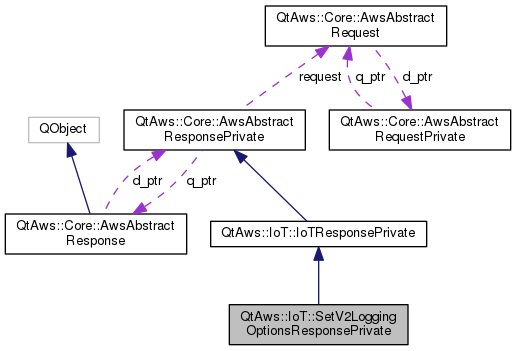 QtAws::Core::AwsAbstract
Request
request
q_ptr
d_ptr
QObject
QtAws::Core::AwsAbstract
ResponsePrivate
QtAws::Core::AwsAbstract
RequestPrivate
d_ptr
q_ptr
QtAws::Core::AwsAbstract
Response
QtAws::IoT::IoTResponsePrivate
QtAws::IoT::SetV2Logging
OptionsResponsePrivate